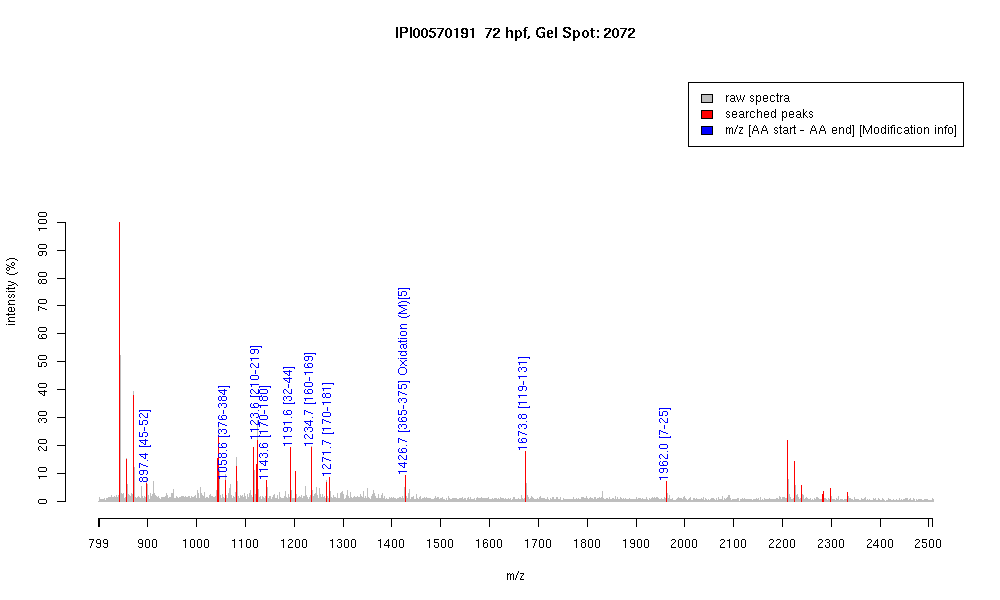 IPI00570191 72 hpf, Gel Spot: 2072
raw spectra
searched peaks
m/z [AA start - AA end] [Modification info]
intensity (%)
100
90
80
70
60
50
40
30
20
10
0
897.4 [45-52]
1058.6 [376-384]
1123.6 [210-219]
1143.6 [170-180]
1191.6 [32-44]
1234.7 [160-169]
1271.7 [170-181]
1426.7 [365-375] Oxidation (M)[5]
1673.8 [119-131]
1962.0 [7-25]
799 900 1000 1100 1200 1300 1400 1500 1600 1700 1800 1900 2000 2100 2200 2300 2400 2500
m/z